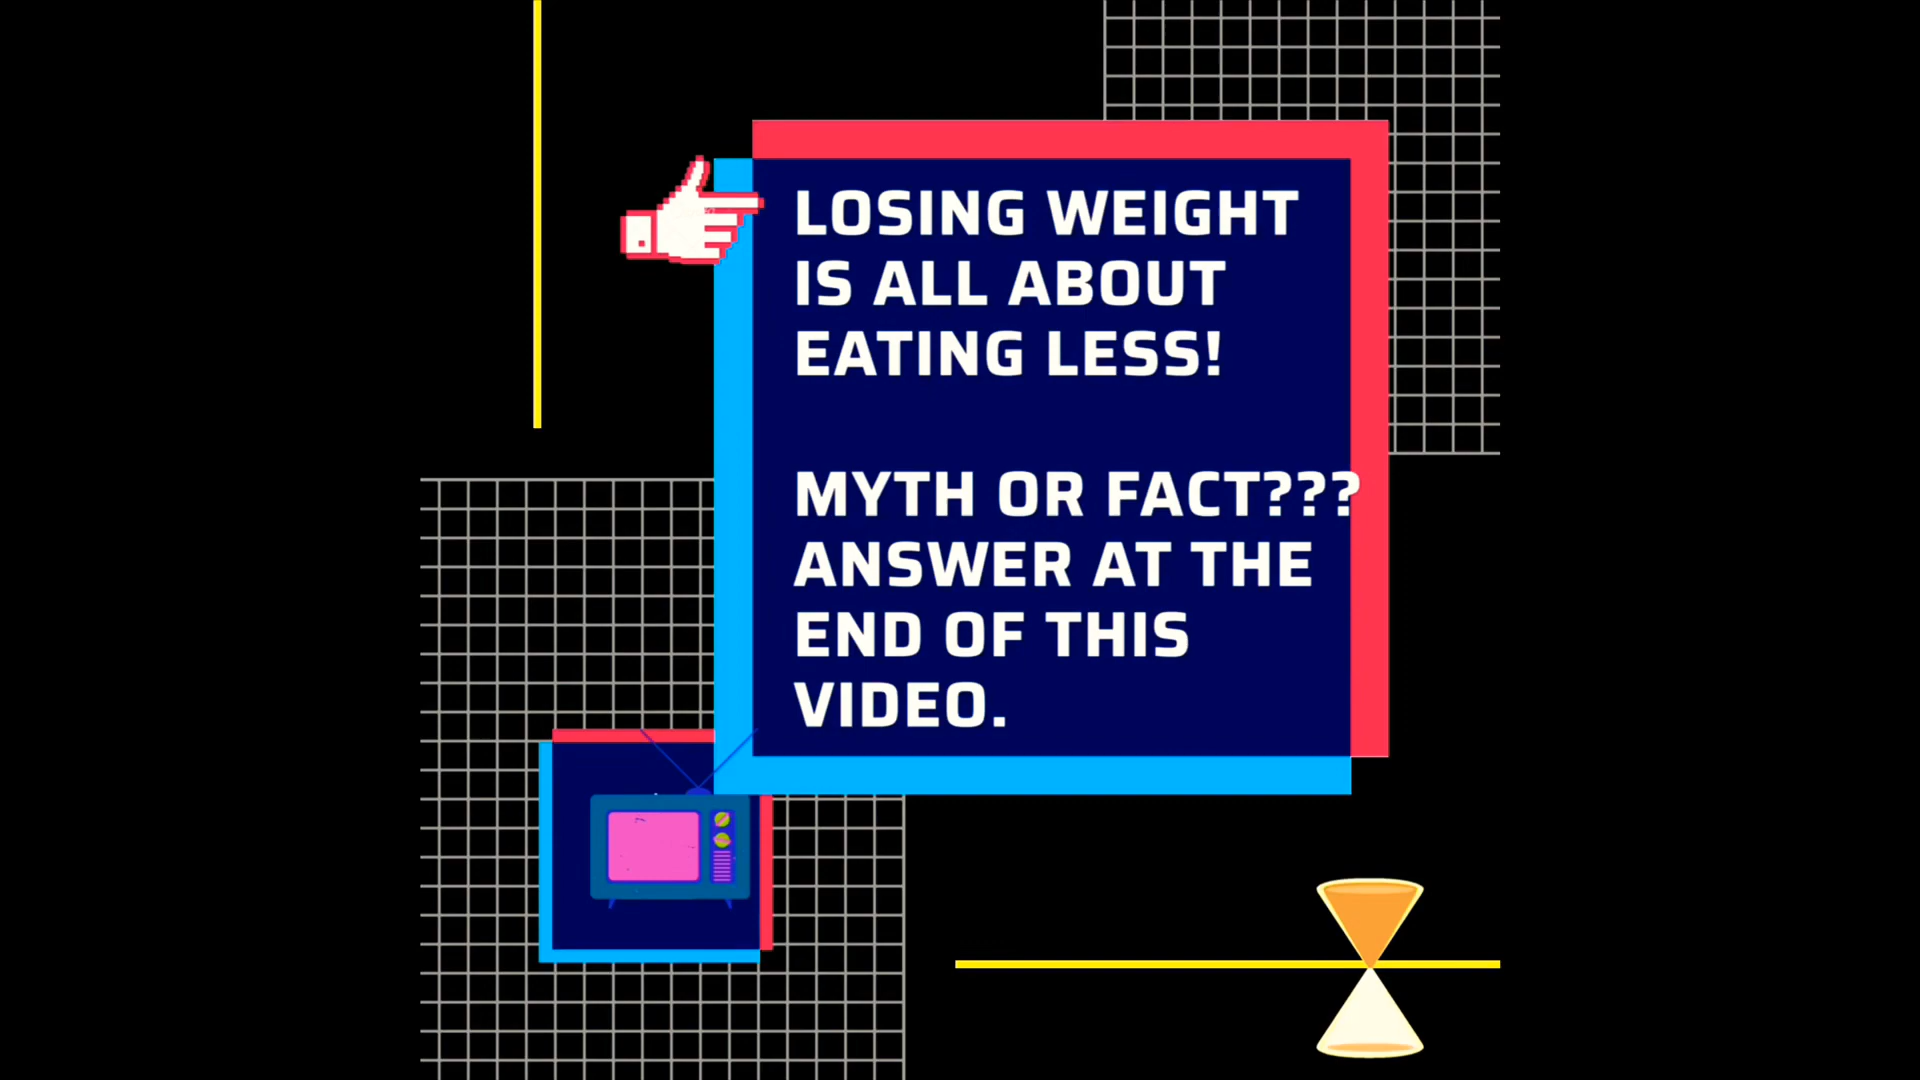 LOSING WEIGHT
IS ALL ABOUT
EATING LESS!
MYTH OR FACT???
ANSWER AT THE
END OF THIS
VIDEO.